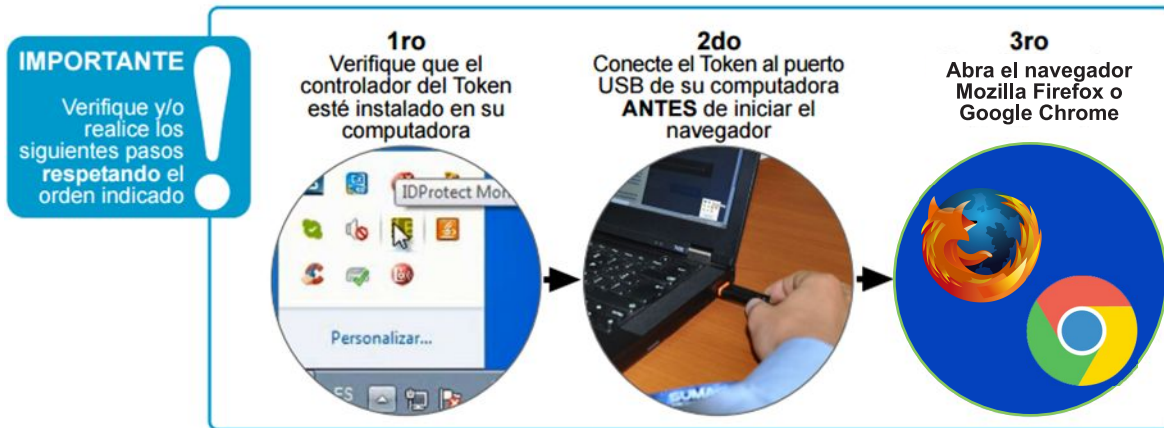 IMPORTANTE
Verifique y/o
realice los
siguientes pasos
respetando el
orden indicado
!
1ro
Verifique que el
controlador del Token
esté instalado en su
computadora
IDProtect Mon
Personalizar...
ES
2do
Conecte el Token al puerto
USB de su computadora
ANTES de iniciar el
navegador
SUMA
3ro
Abra el navegador
Mozilla Firefox o
Google Chrome